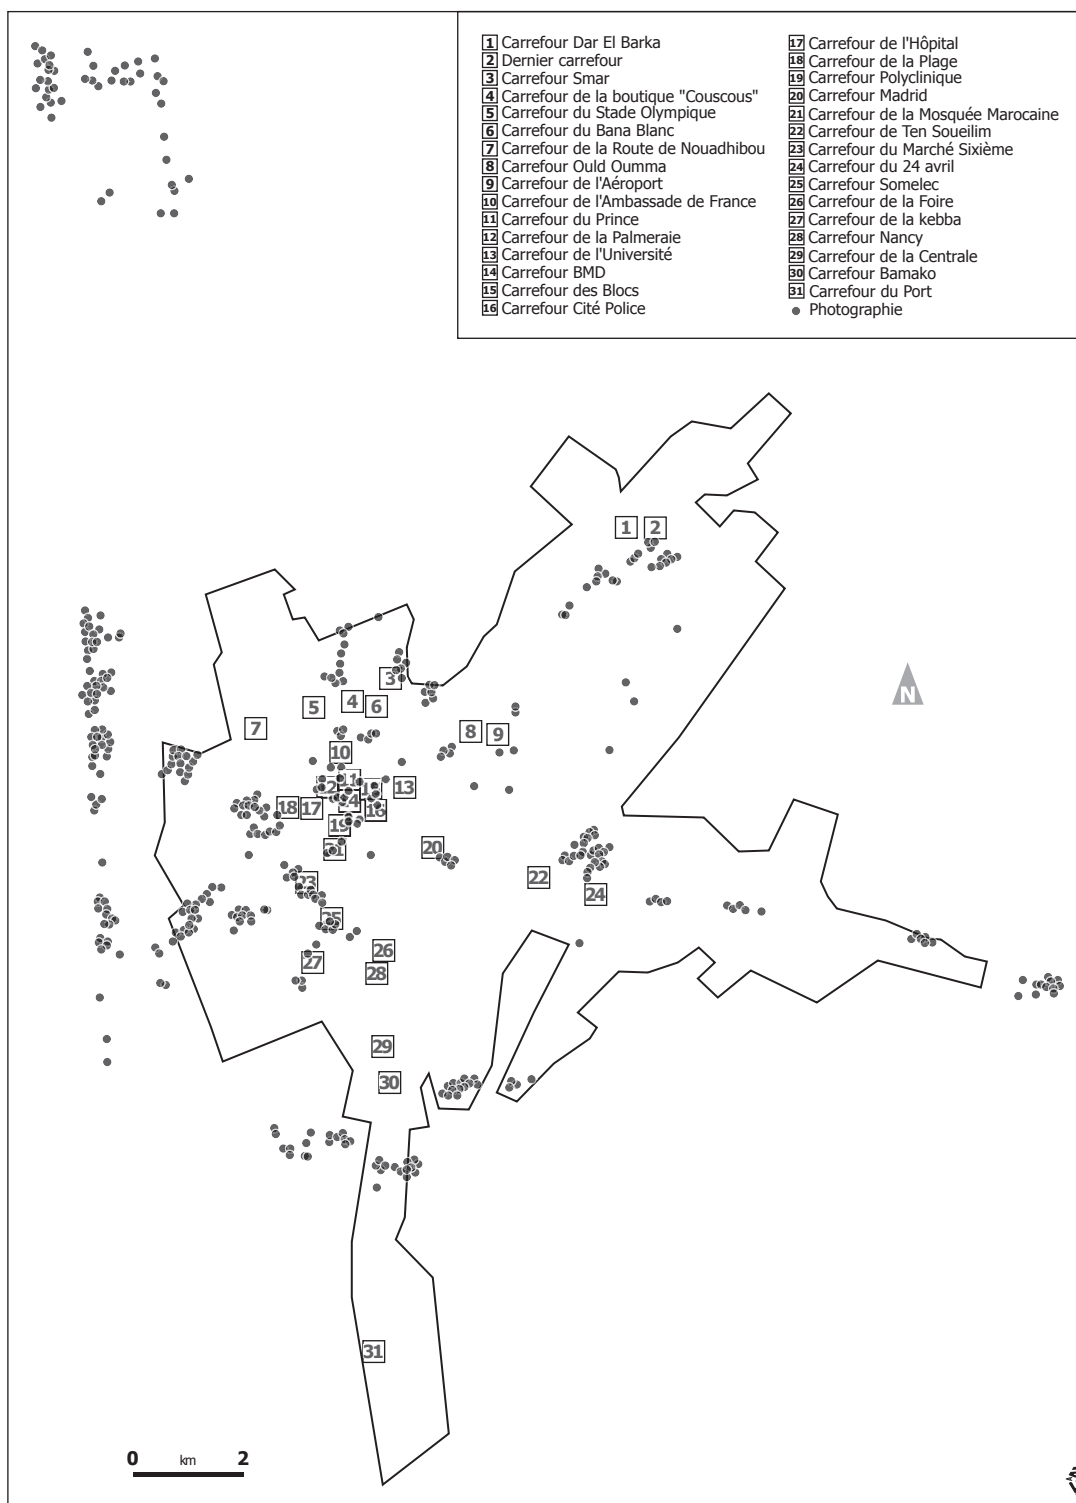 1 Carrefour Dar El Barka
2 Dernier carrefour
3 Carrefour Smar
4 Carrefour de la boutique "Couscous"
5 Carrefour du Stade Olympique
6 Carrefour du Bana Blanc
7 Carrefour de la Route de Nouadhibou
8 Carrefour Ould Oumma
9 Carrefour de l'Aéroport
10 Carrefour de l'Ambassade de France
11 Carrefour du Prince
12 Carrefour de la Palmeraie
13 Carrefour de l'Université
14 Carrefour BMD
15 Carrefour des Blocs
16 Carrefour Cité Police
17 Carrefour de l'Hôpital
18 Carrefour de la Plage
19 Carrefour Polyclinique
20 Carrefour Madrid
21 Carrefour de la Mosquée Marocaine
22 Carrefour de Ten Soueilim
23 Carrefour du Marché Sixième
24 Carrefour du 24 avril
25 Carrefour Somelec
26 Carrefour de la Foire
27 Carrefour de la kebba
28 Carrefour Nancy
29 Carrefour de la Centrale
30 Carrefour Bamako
31 Carrefour du Port
Photographie
1 2
3
4
5 6
7
8 9
N
10
11
12
13
14
16
18 17
19
20
21
22
23
24
25
26
27
28
29
30
31
0 km 2